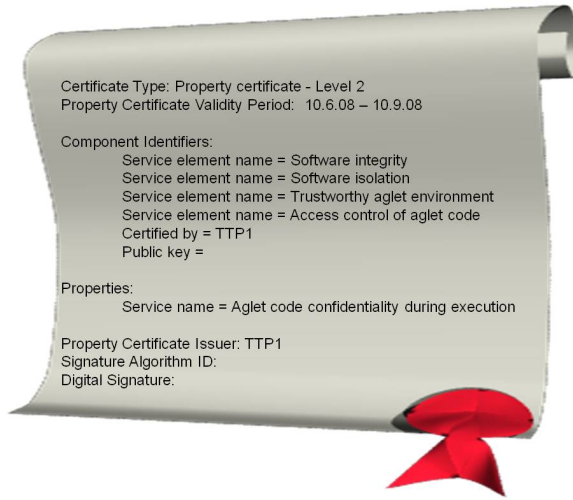 Certificate Type: Property certificate - Level 2
Property Certificate Validity Period: 10.6.08 – 10.9.08
Component Identifiers:
Service element name = Software integrity
Service element name = Software isolation
Service element name = Trustworthy aglet environment
Service element name = Access control of aglet code
Certified by = TTP1
Public key =
Properties:
Service name = Aglet code confidentiality during execution
Property Certificate Issuer: TTP1
Signature Algorithm ID:
Digital Signature: